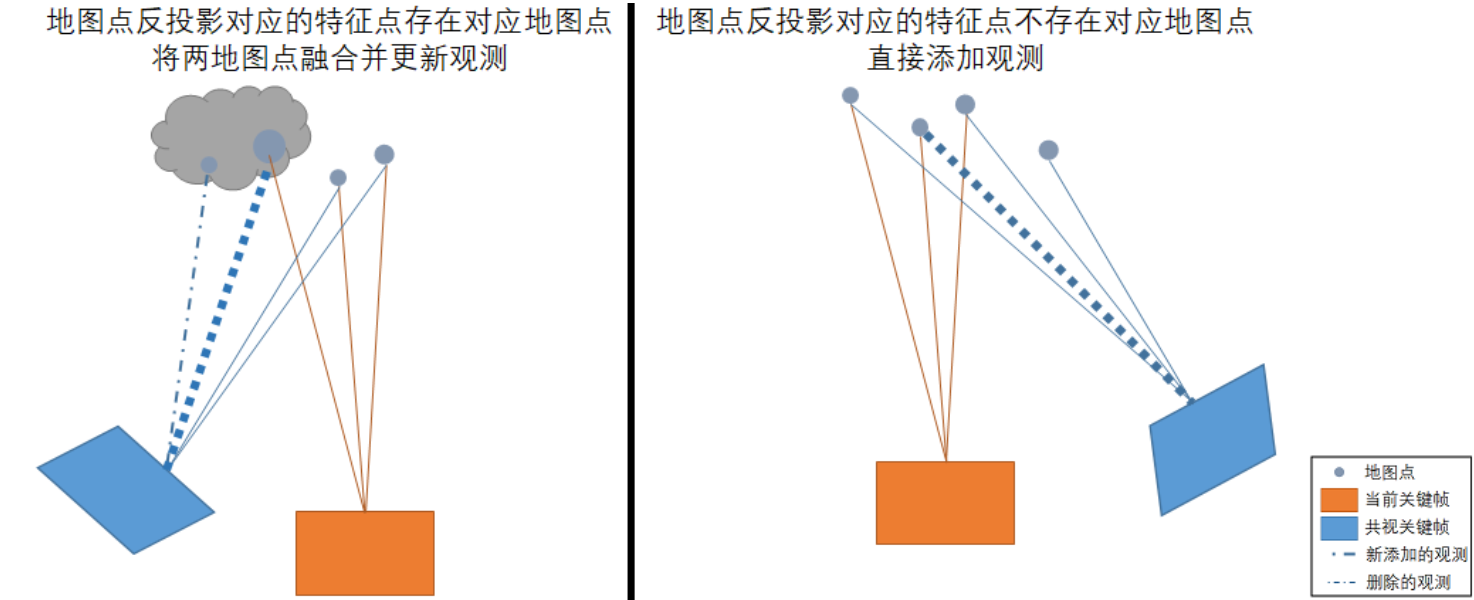 地图点反投影对应的特征点存在对应地图点
将两地图点融合并更新观测
地图点反投影对应的特征点不存在对应地图点
直接添加观测
地图点
当前关键帧
共视关键帧
新添加的观测
删除的观测